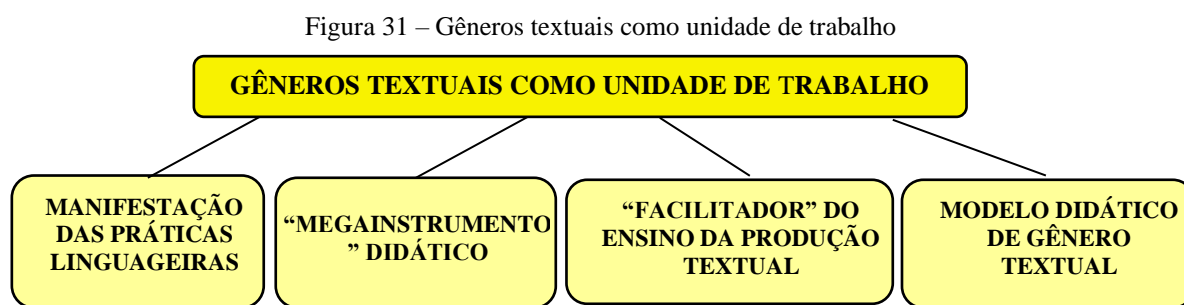 Figura 31 – Gêneros textuais como unidade de trabalho
GÊNEROS TEXTUAIS COMO UNIDADE DE TRABALHO
MANIFESTAÇÃO
DAS PRÁTICAS
LINGUAGEIRAS
“MEGAINSTRUMENTO
” DIDÁTICO
“FACILITADOR” DO
ENSINO DA PRODUÇÃO
TEXTUAL
MODELO DIDÁTICO
DE GÊNERO
TEXTUAL